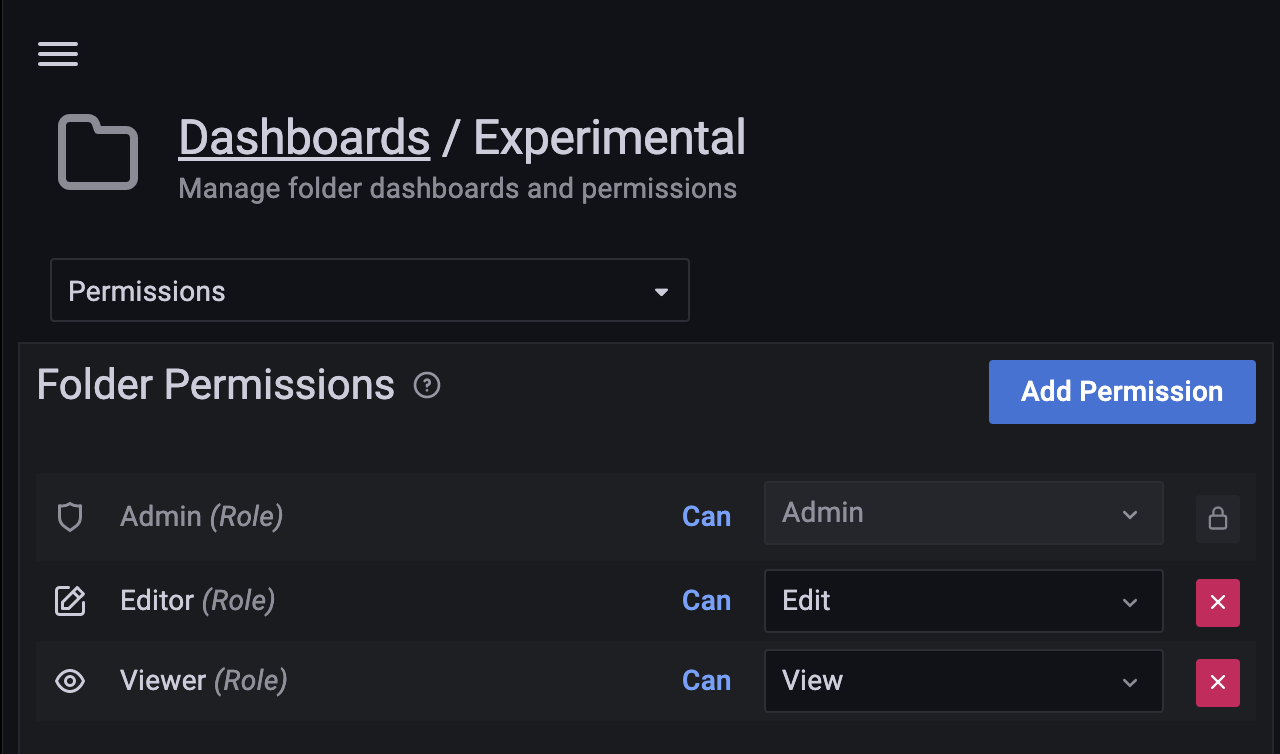 Dashboards / Experimental
Manage folder dashboards and permissions
Permissions
Folder Permissions ?
Add Permission
Admin (Role) Can Admin
Editor (Role) Can Edit
Viewer (Role) Can View